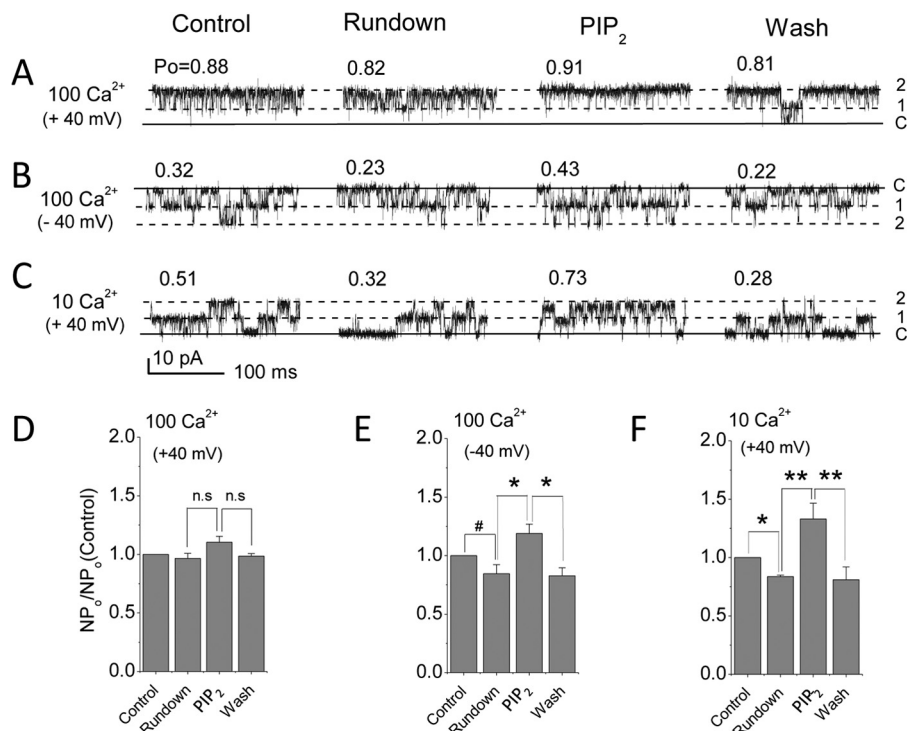 Control Rundown PIP₂ Wash
A
100 Ca²⁺
(+ 40 mV)
Po=0.88 0.82 0.91 0.81
2
1
C
B
100 Ca²⁺
(- 40 mV)
0.32 0.23 0.43 0.22
C
1
2
C
10 Ca²⁺
(+ 40 mV)
0.51 0.32 0.73 0.28
2
1
C
10 pA
100 ms
D
100 Ca²⁺
(+40 mV)
NPₒ/NPₒ(Control)
2.0
1.5
1.0
0.5
0.0
n.s n.s
Control Rundown PIP₂ Wash
E
100 Ca²⁺
(-40 mV)
2.0
1.5
1.0
0.5
0.0
# * *
Control Rundown PIP₂ Wash
F
10 Ca²⁺
(+40 mV)
2.0
1.5
1.0
0.5
0.0
* ** **
Control Rundown PIP₂ Wash